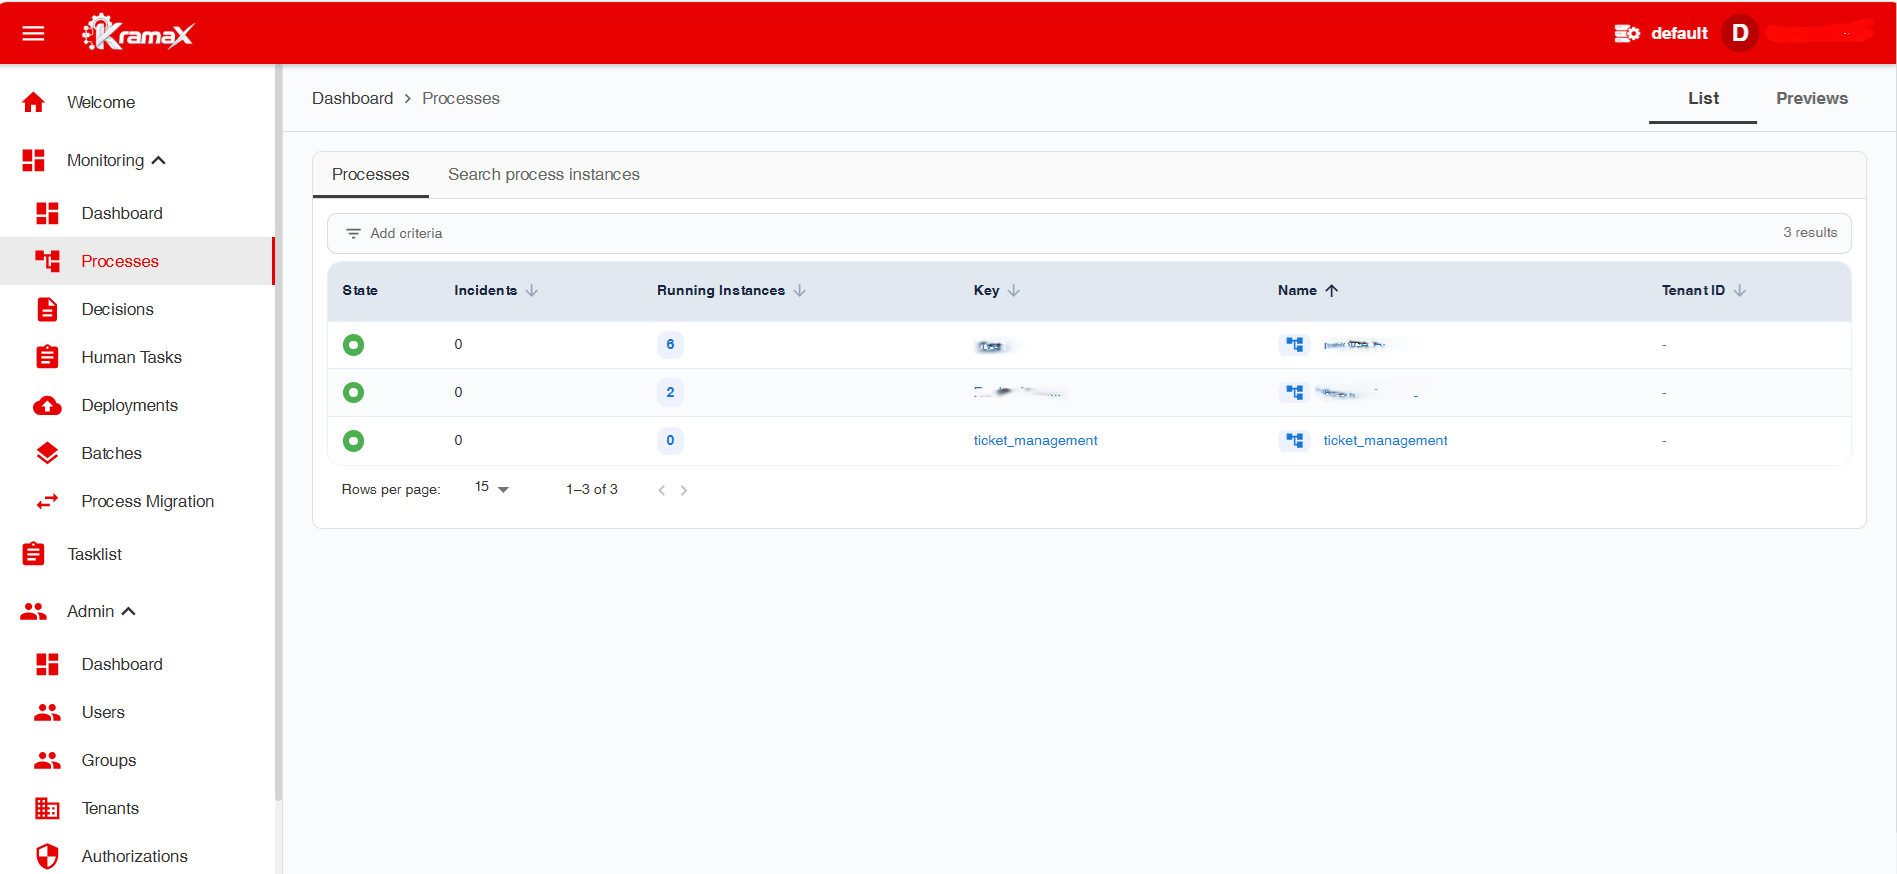 KramaX
default
D
Welcome
Monitoring
Dashboard
Processes
Decisions
Human Tasks
Deployments
Batches
Process Migration
Tasklist
Admin
Dashboard
Users
Groups
Tenants
Authorizations
Dashboard > Processes
List
Previews
Processes
Search process instances
Add criteria
3 results
State Incidents Running Instances Key Name Tenant ID
0 6 -
0 2 -
0 0 ticket_management ticket_management -
Rows per page: 15 1–3 of 3